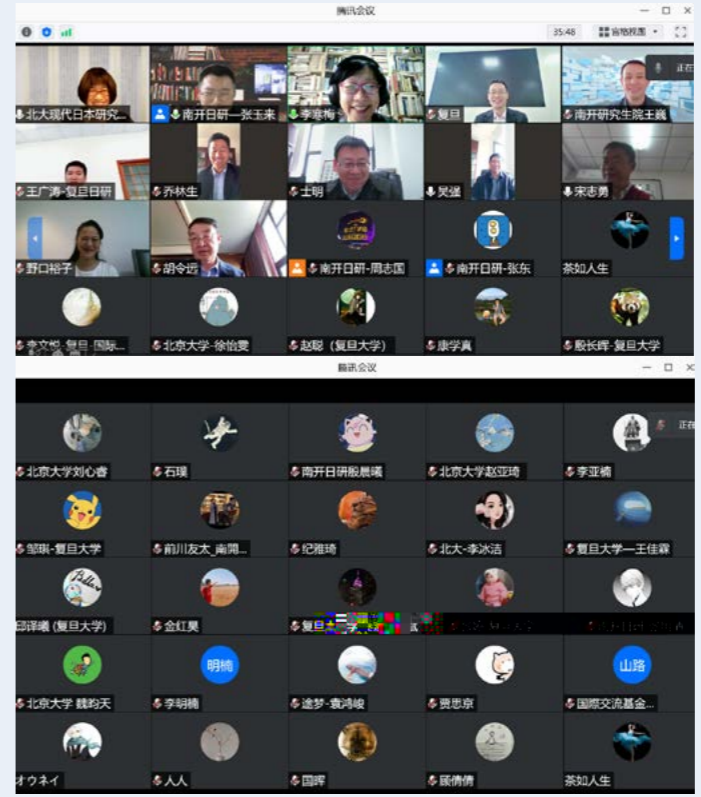 腾讯会议
35:48
宫格视图
正在
北大现代日本研究...
南开日研—张玉来
李寒梅
复旦
南开研究生院王巍
王广涛-复旦日研
乔林生
士明
吴强
宋志勇
野口裕子
胡令远
南开日研-周志国
南开日研-张东
茶如人生
李文悦-复旦-国际...
北京大学-徐怡雯
赵聪（复旦大学）
康学真
殷长晖-复旦大学
腾讯会议
正在
北京大学刘心睿
石璞
南开日研殷晨曦
北京大学赵亚琦
李亚楠
邹琪-复旦大学
前川友太_南開...
纪雅琦
北大-李冰洁
复旦大学—王佳霖
邱译曦 (复旦大学)
金红昊
复旦
明楠
山路
北京大学 魏昀天
李明楠
途梦-袁鸿峻
贾思京
国際交流基金...
オウネイ
人人
国晖
顾倩倩
茶如人生